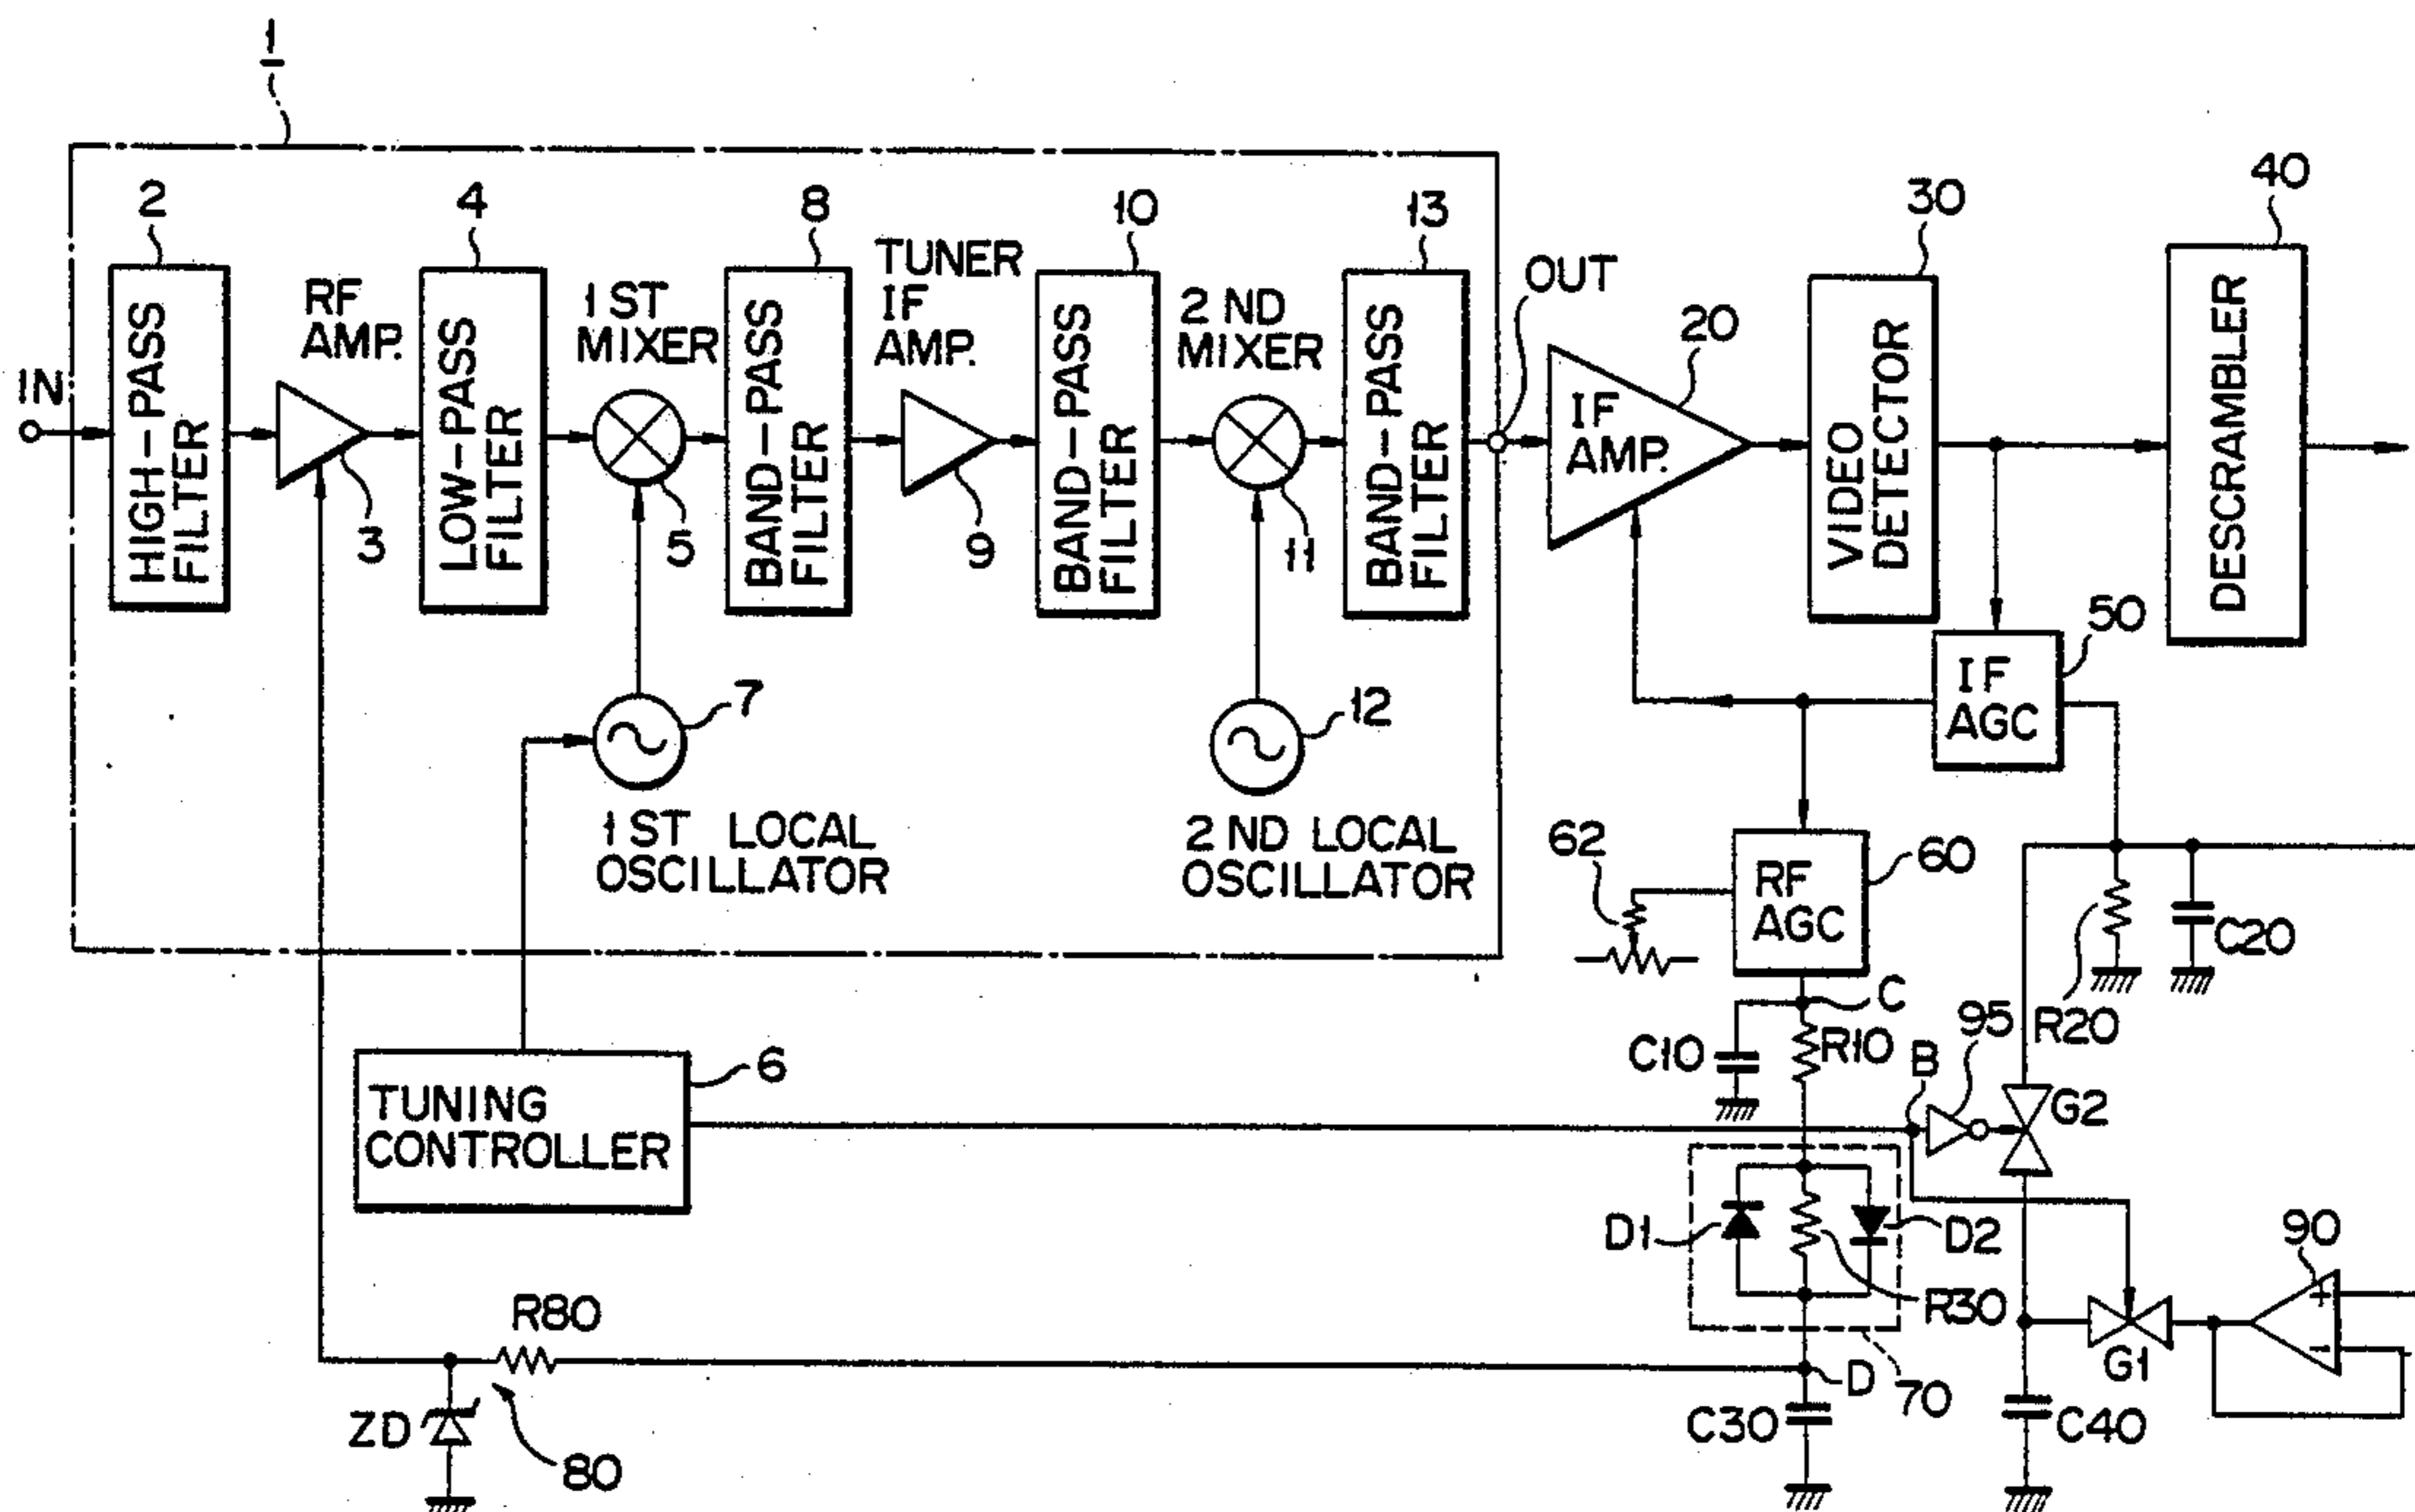 1
2
4
8
10
13
30
40
IN
HIGH-PASS
FILTER
RF
AMP.
3
LOW-PASS
FILTER
1 ST
MIXER
5
BAND-PASS
FILTER
TUNER
IF
AMP.
9
BAND-PASS
FILTER
2 ND
MIXER
11
BAND-PASS
FILTER
OUT
20
IF
AMP.
VIDEO
DETECTOR
DESCRAMBLER
50
IF
AGC
7
12
1 ST LOCAL
OSCILLATOR
2 ND LOCAL
OSCILLATOR
62
RF
AGC
60
C20
R20
C
C10
R10
B
95
G2
6
TUNING
CONTROLLER
D1
D2
R30
90
+
-
G1
R80
D
70
ZD
80
C30
C40